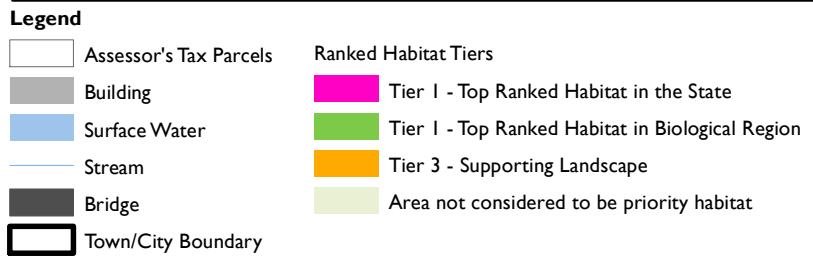 Legend
Assessor's Tax Parcels
Building
Surface Water
Stream
Bridge
Town/City Boundary
Ranked Habitat Tiers
Tier 1 - Top Ranked Habitat in the State
Tier 1 - Top Ranked Habitat in Biological Region
Tier 3 - Supporting Landscape
Area not considered to be priority habitat